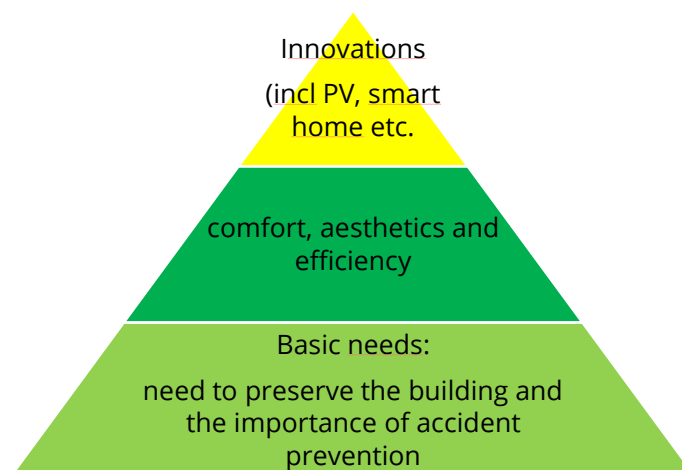 Innovations
(incl PV, smart
home etc.
comfort, aesthetics and
efficiency
Basic needs:
need to preserve the building and
the importance of accident
prevention